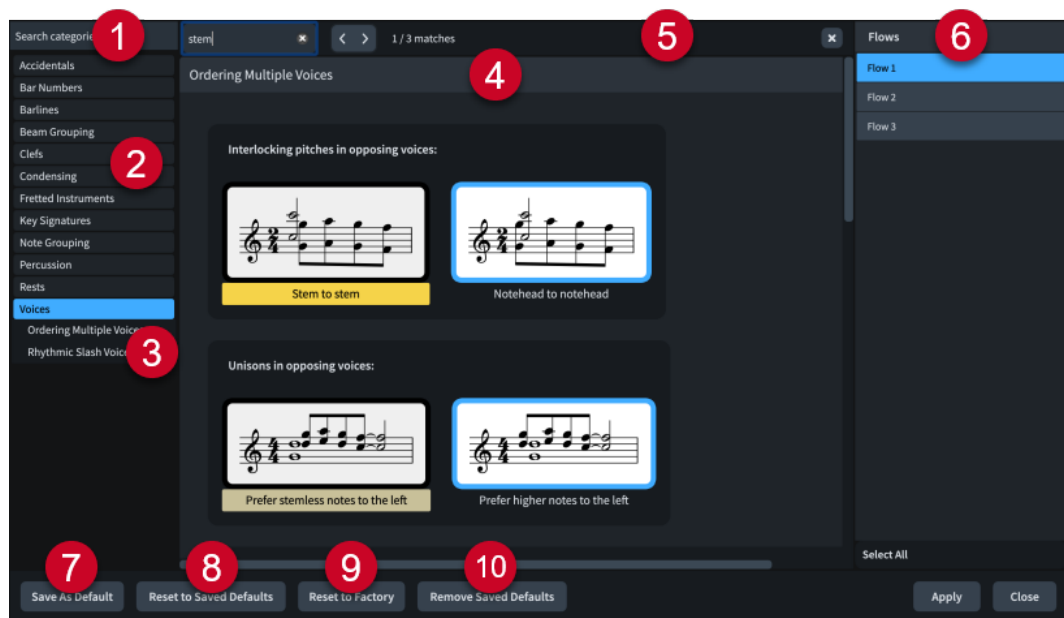 Search categorie
1
stem
1 / 3 matches
5
Flows
6
Accidentals
Bar Numbers
Barlines
Beam Grouping
Clefs
2
Condensing
Fretted Instruments
Key Signatures
Note Grouping
Percussion
Rests
Voices
Ordering Multiple Voice
Rhythmic Slash Voice
3
Ordering Multiple Voices
4
Interlocking pitches in opposing voices:
Stem to stem
Notehead to notehead
Unisons in opposing voices:
Prefer stemless notes to the left
Prefer higher notes to the left
Flow 1
Flow 2
Flow 3
Select All
7
8
9
10
Save As Default
Reset to Saved Defaults
Reset to Factory
Remove Saved Defaults
Apply
Close